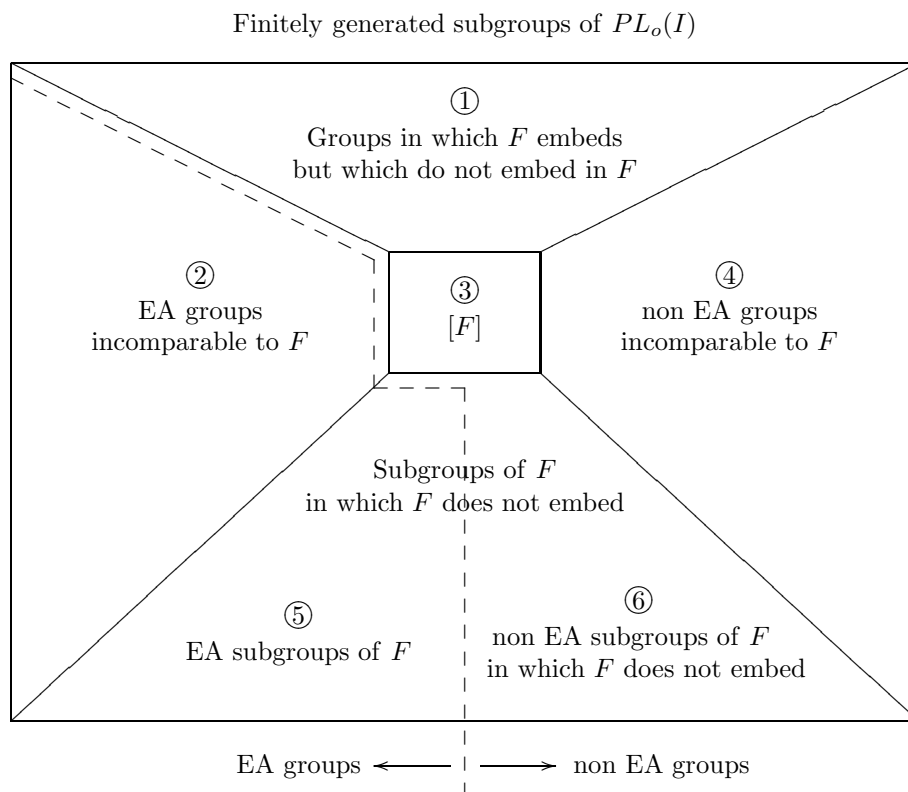 Finitely generated subgroups of $PL_o(I)$
①
Groups in which $F$ embeds
but which do not embed in $F$
②
EA groups
incomparable to $F$
③
$[F]$
④
non EA groups
incomparable to $F$
Subgroups of $F$
in which $F$ does not embed
⑤
EA subgroups of $F$
⑥
non EA subgroups of $F$
in which $F$ does not embed
EA groups
non EA groups